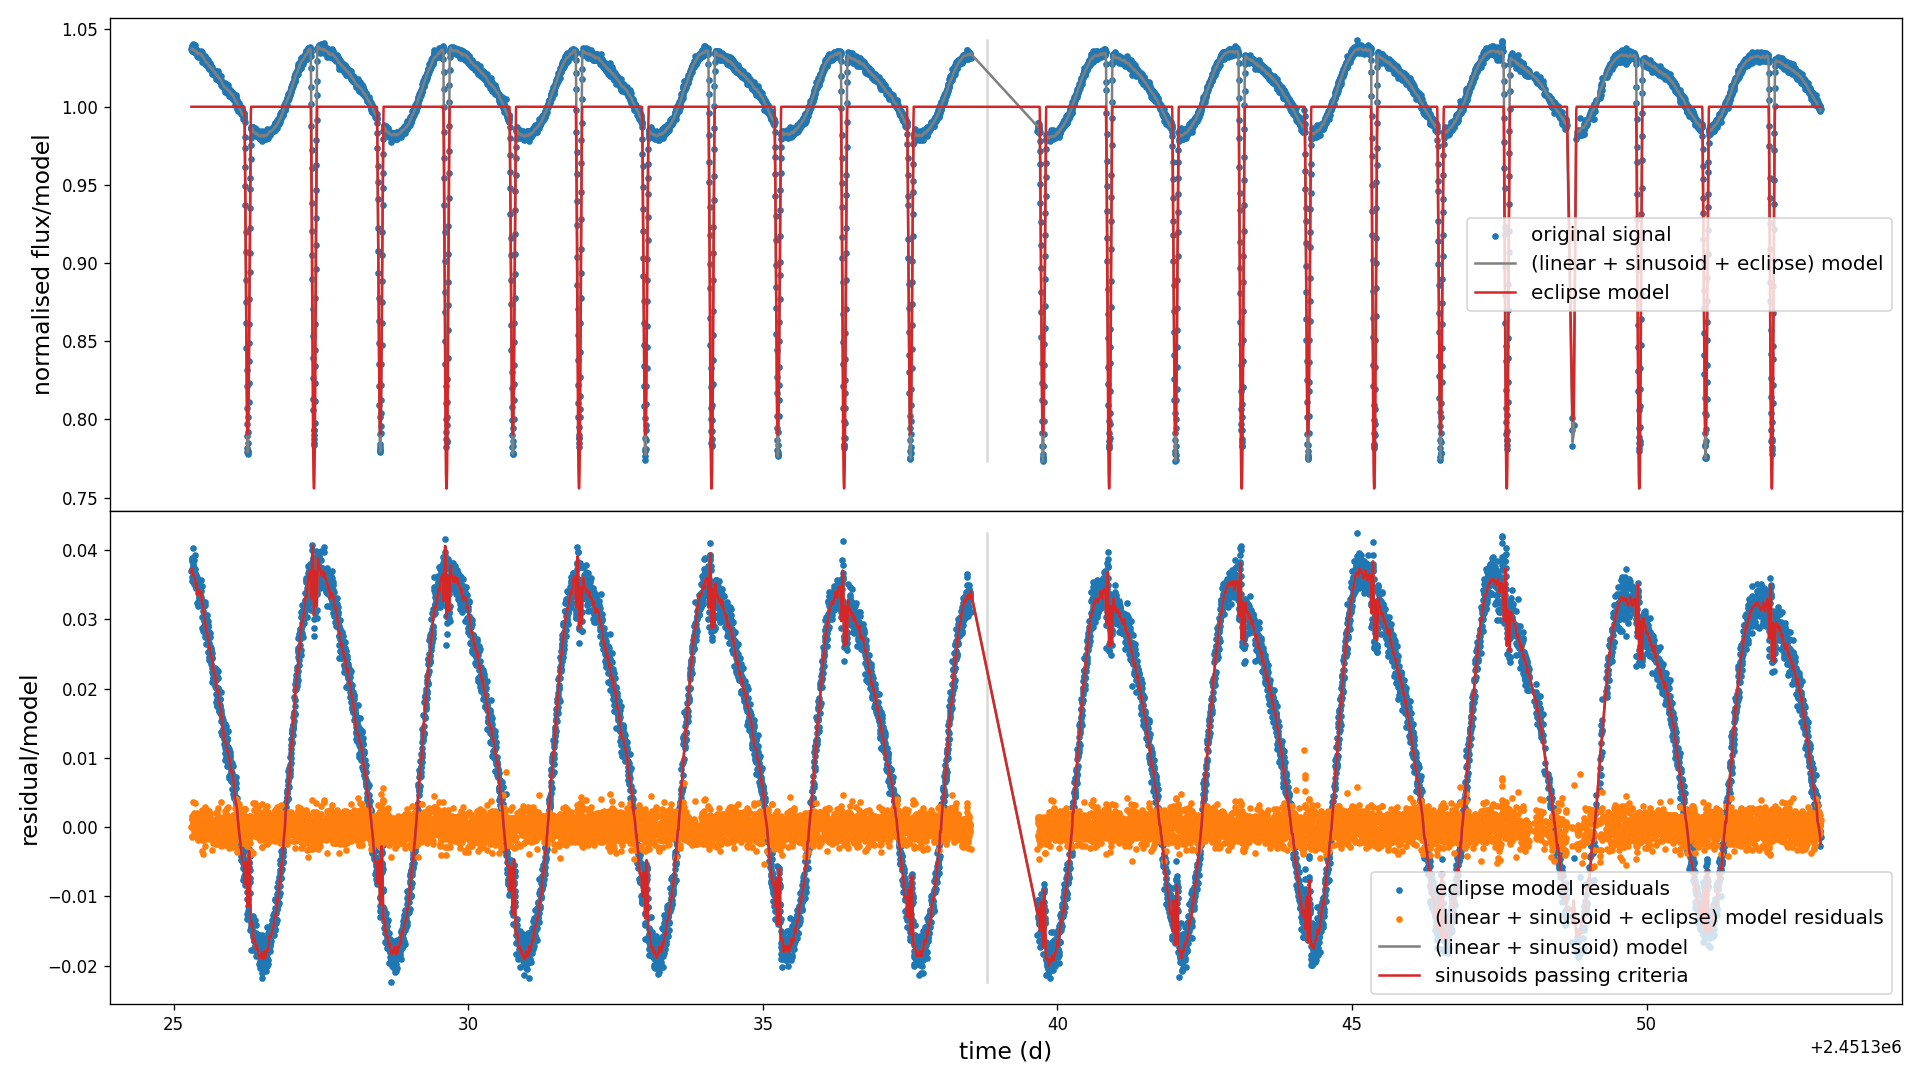 1.05
1.00
0.95
0.90
0.85
0.80
0.75
normalised flux/model
original signal
(linear + sinusoid + eclipse) model
eclipse model
0.04
0.03
0.02
0.01
0.00
−0.01
−0.02
residual/model
eclipse model residuals
(linear + sinusoid + eclipse) model residuals
(linear + sinusoid) model
sinusoids passing criteria
25 30 35 40 45 50
time (d)
+2.4513e6